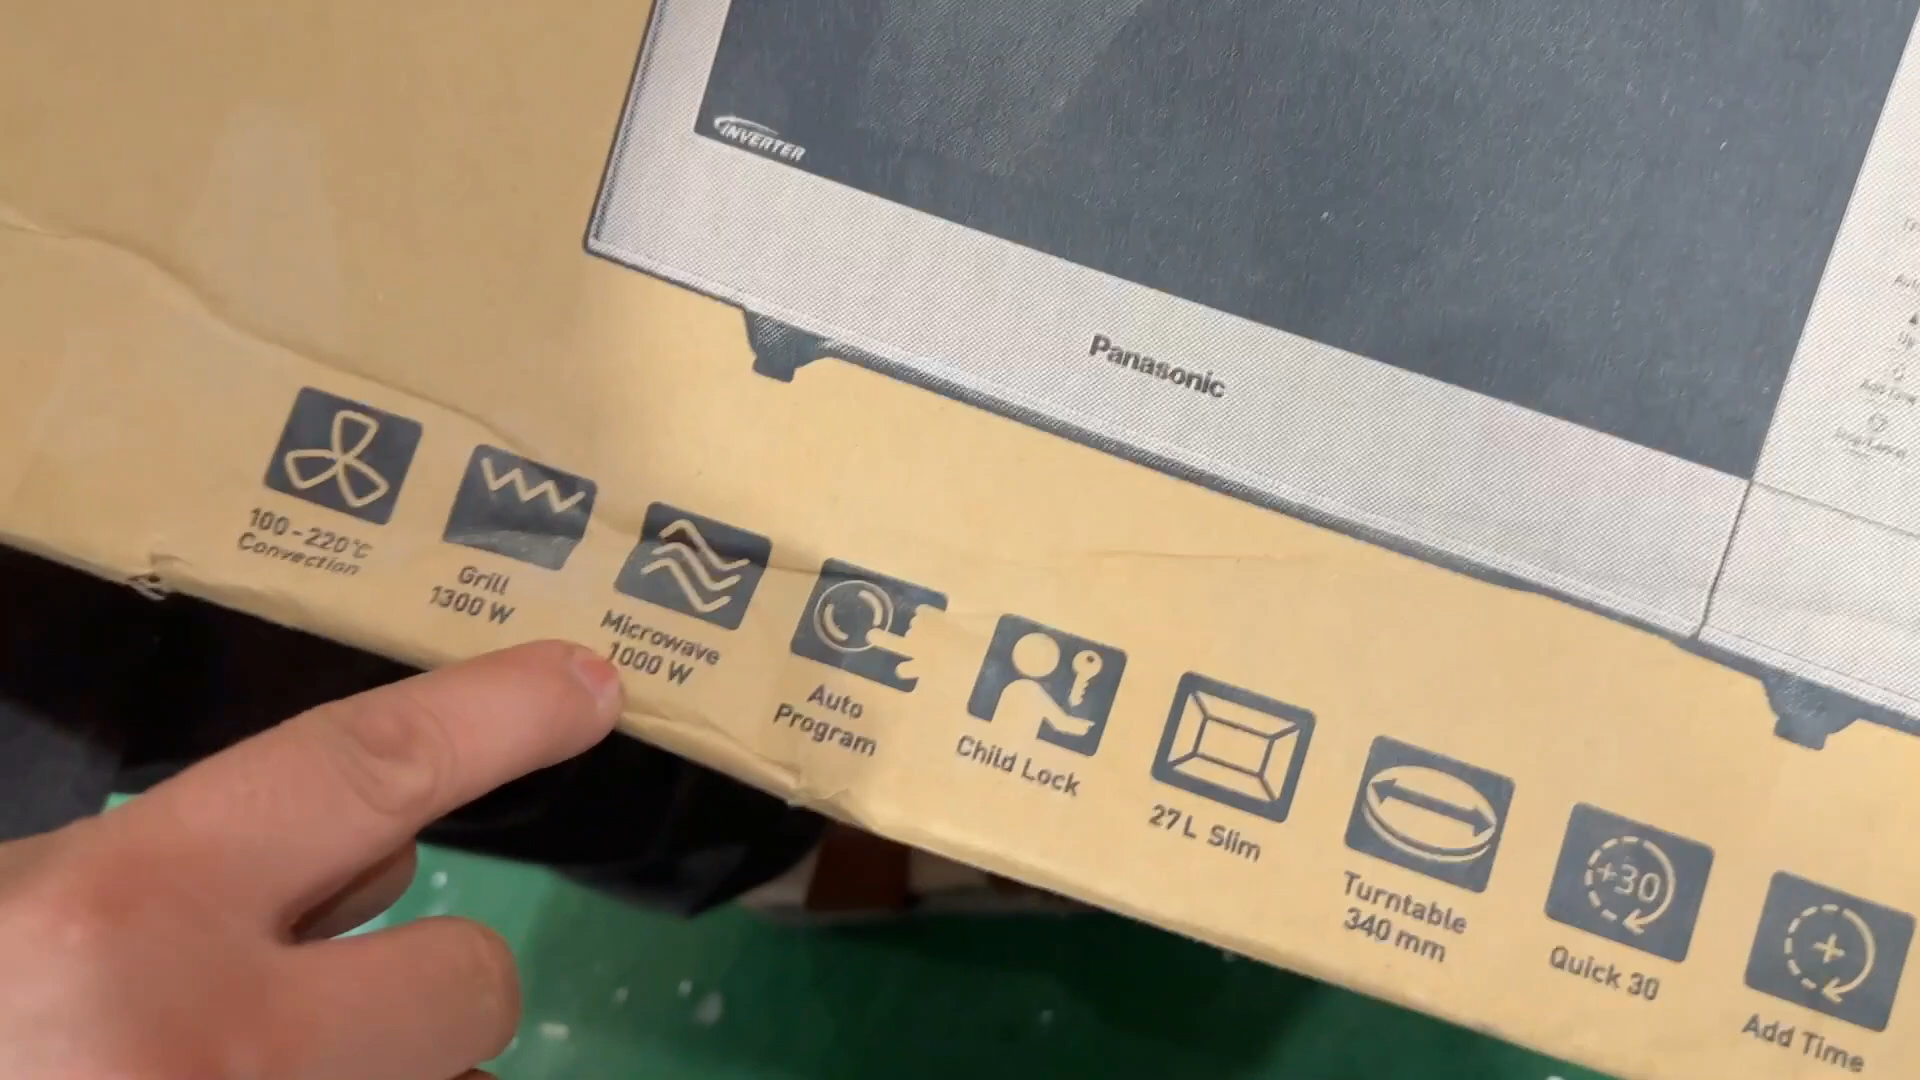 INVERTER
Panasonic
100-220℃
Convection
Grill
1300 W
Microwave
1000 W
Auto
Program
Child Lock
27L Slim
Turntable
340 mm
+30
Quick 30
Add Time